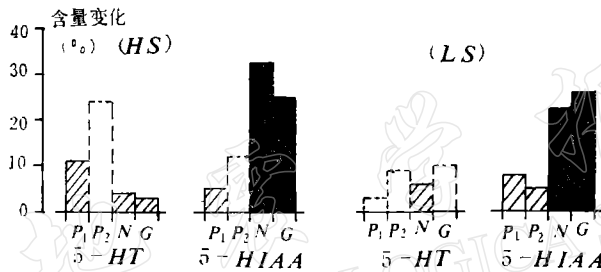 含量变化
(%) (HS)
(LS)
40
30
20
10
0
P₁ P₂ N G
5-HT
P₁ P₂ N G
5-HIAA
P₁ P₂ N G
5-HT
P₁ P₂ N G
5-HIAA